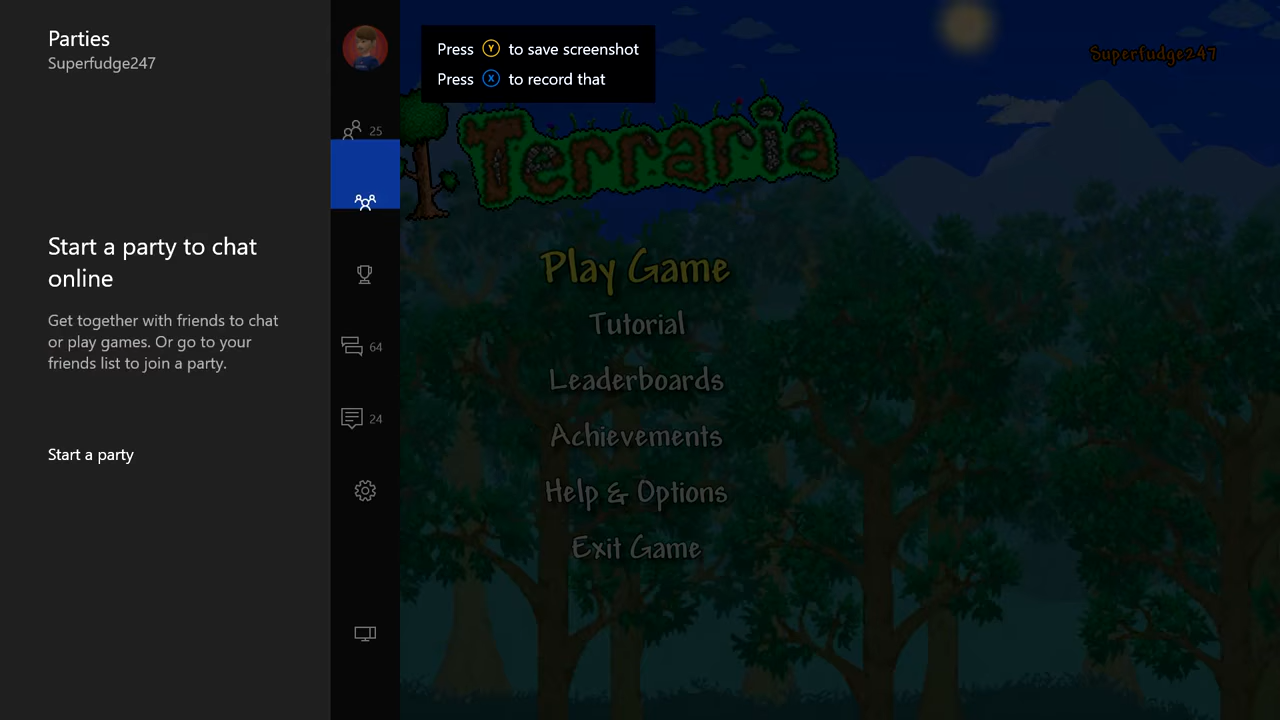 Parties
Superfudge247
Start a party to chat
online
Get together with friends to chat
or play games. Or go to your
friends list to join a party.
Start a party
25
64
24
Press Y to save screenshot
Press X to record that
Superfudge247
Terraria
Play Game
Tutorial
Leaderboards
Achievements
Help & Options
Exit Game